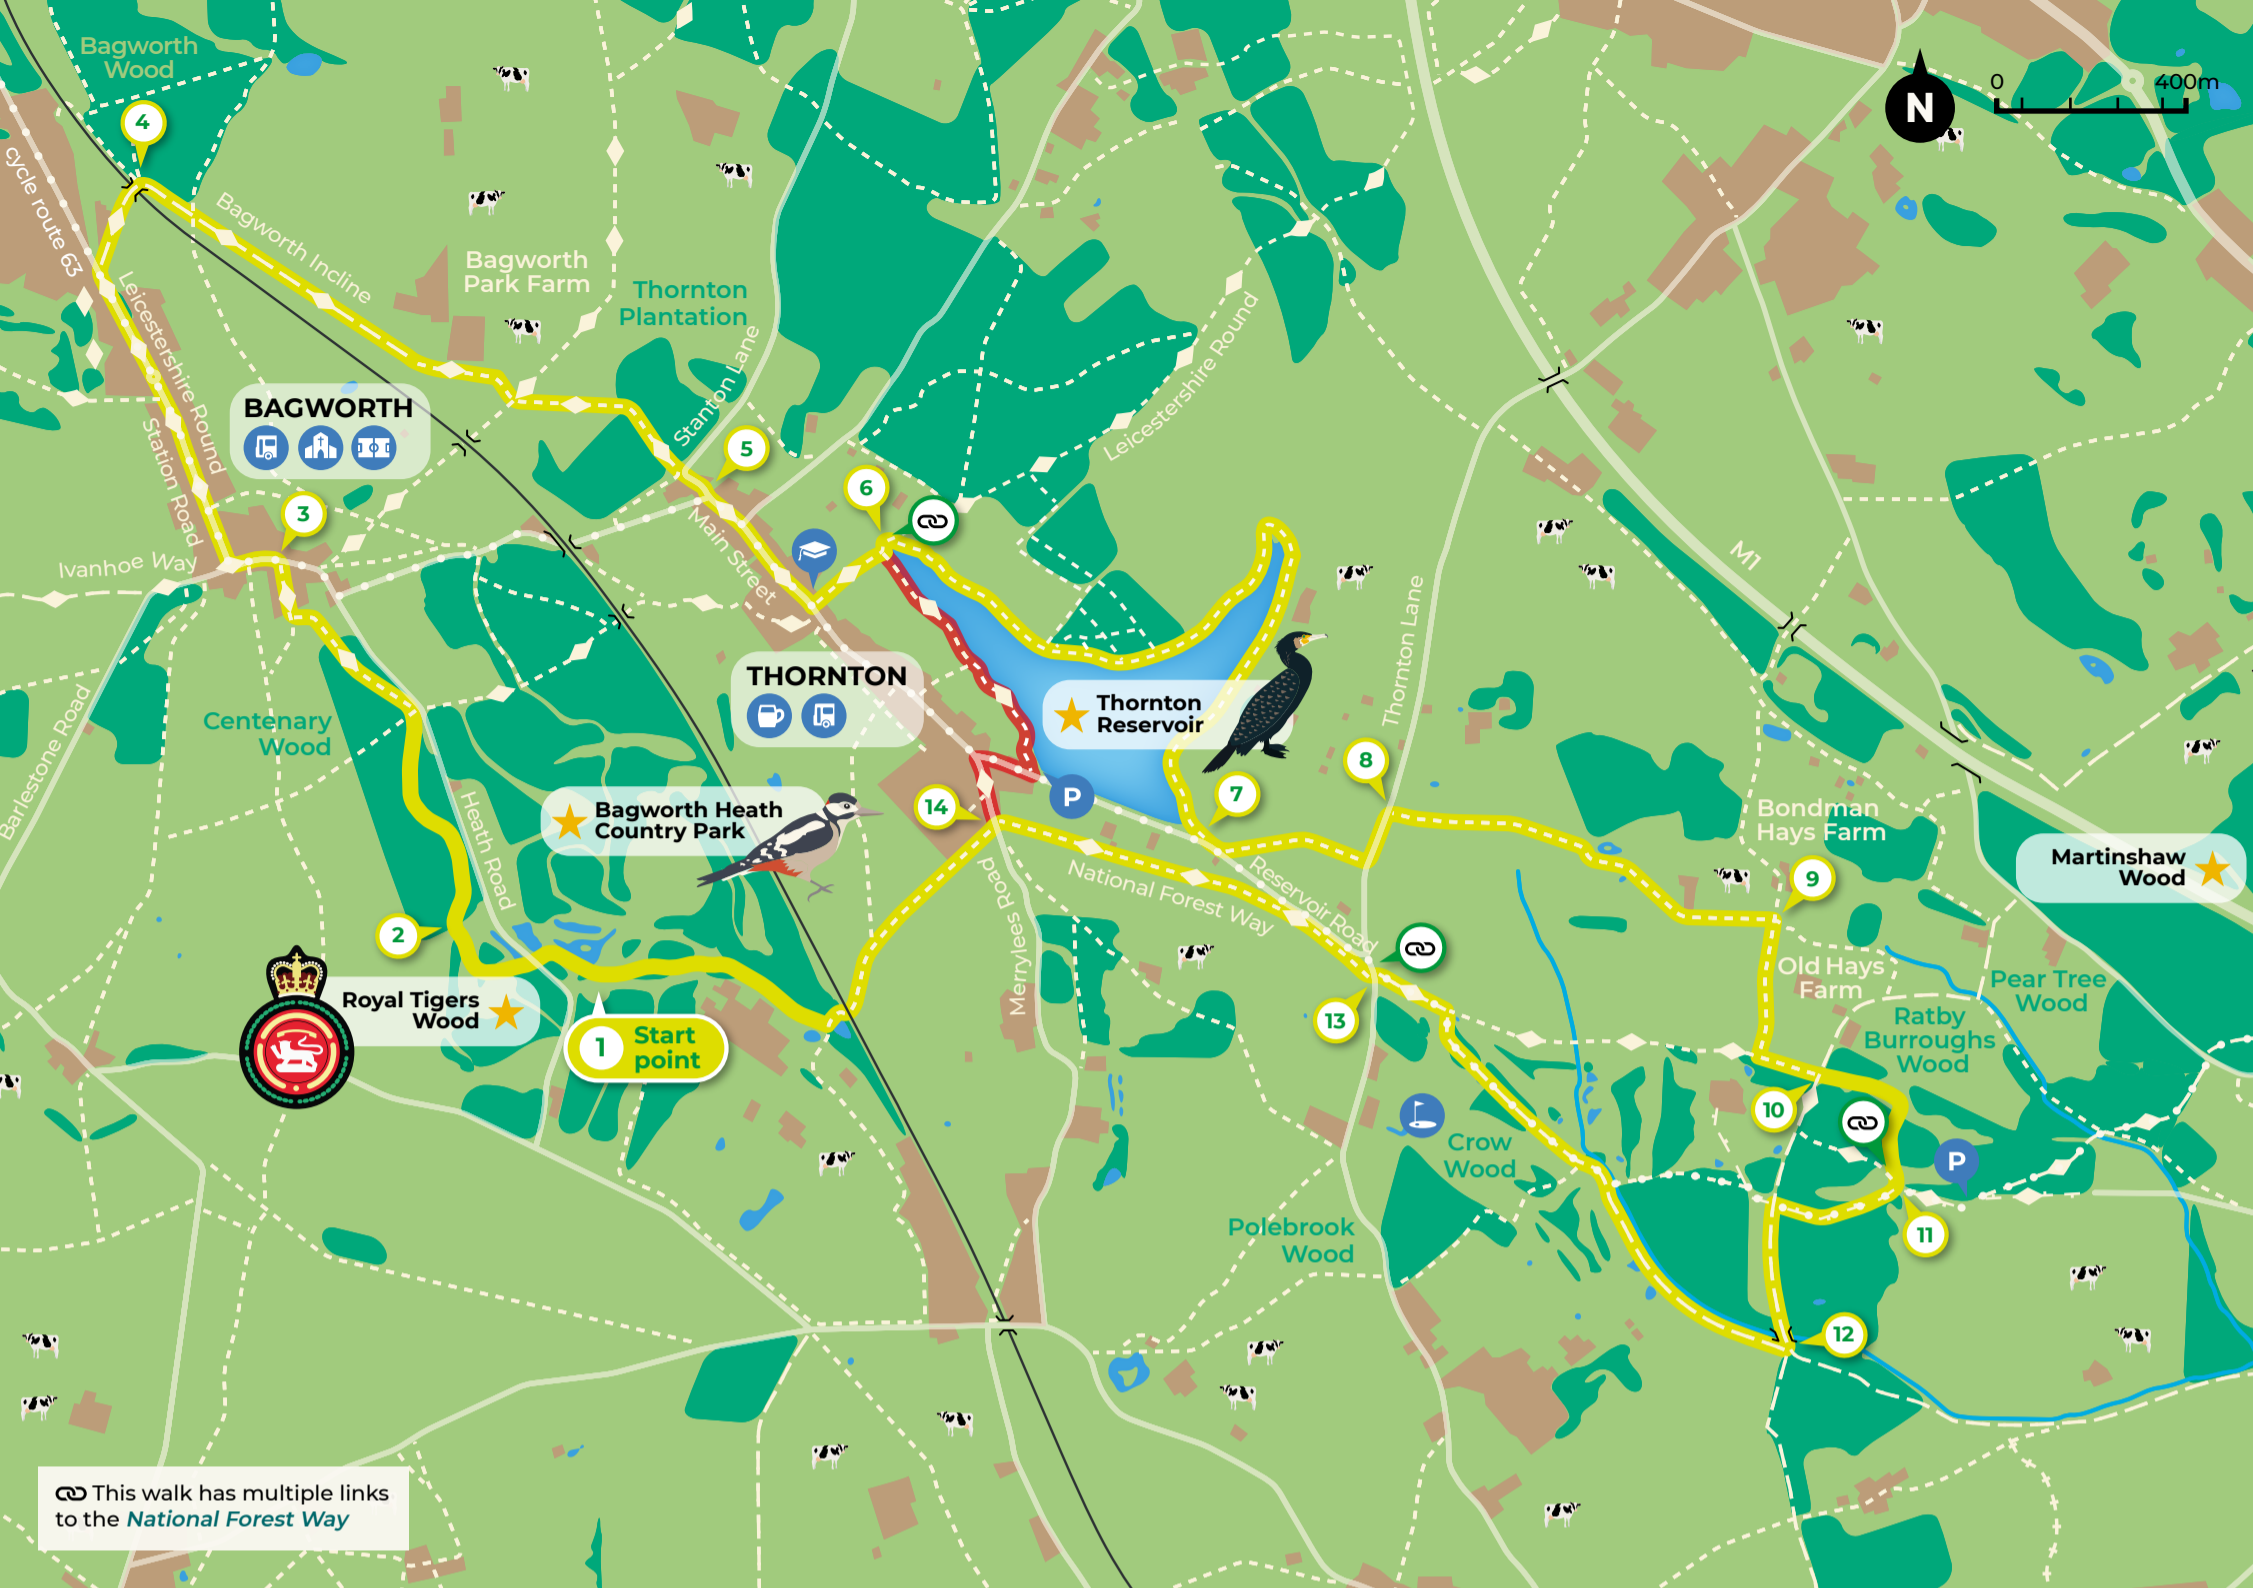 Bagworth
Wood
4
cycle route 63
Bagworth Incline
Bagworth
Park Farm
Thornton
Plantation
Stanton Lane
Leicestershire Round
N
0
400m
Leicestershire Round
Station Road
BAGWORTH
3
5
6
Main Street
Ivanhoe Way
M1
Thornton Lane
Barlestone Road
Centenary
Wood
THORNTON
Thornton
Reservoir
P
7
8
14
Heath Road
Bagworth Heath
Country Park
Merrylees Road
National Forest Way
Reservoir Road
Bondman
Hays Farm
9
Martinshaw
Wood
2
Royal Tigers
Wood
1
Start
point
13
Old Hays
Farm
Pear Tree
Wood
Ratby
Burroughs
Wood
10
P
11
Crow
Wood
Polebrook
Wood
12
This walk has multiple links
to the National Forest Way